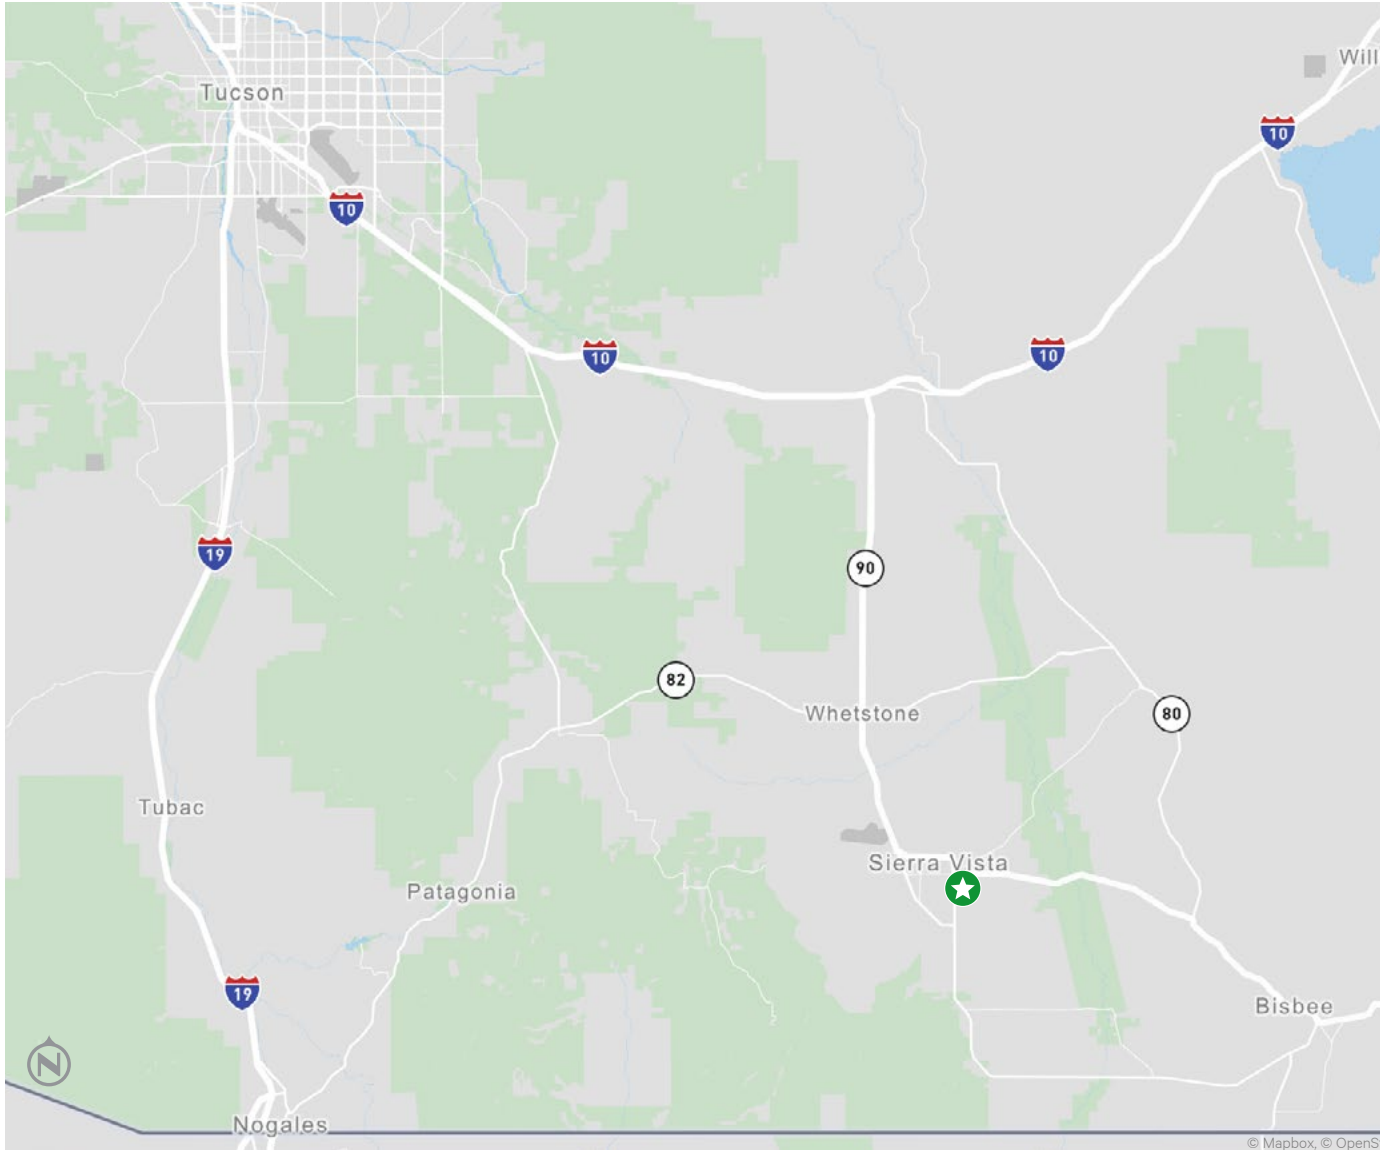 Will
Tucson
10
10
10
10
19
90
82
Whetstone
80
Tubac
Sierra Vista
Patagonia
19
Bisbee
N
Nogales
© Mapbox, © OpenS